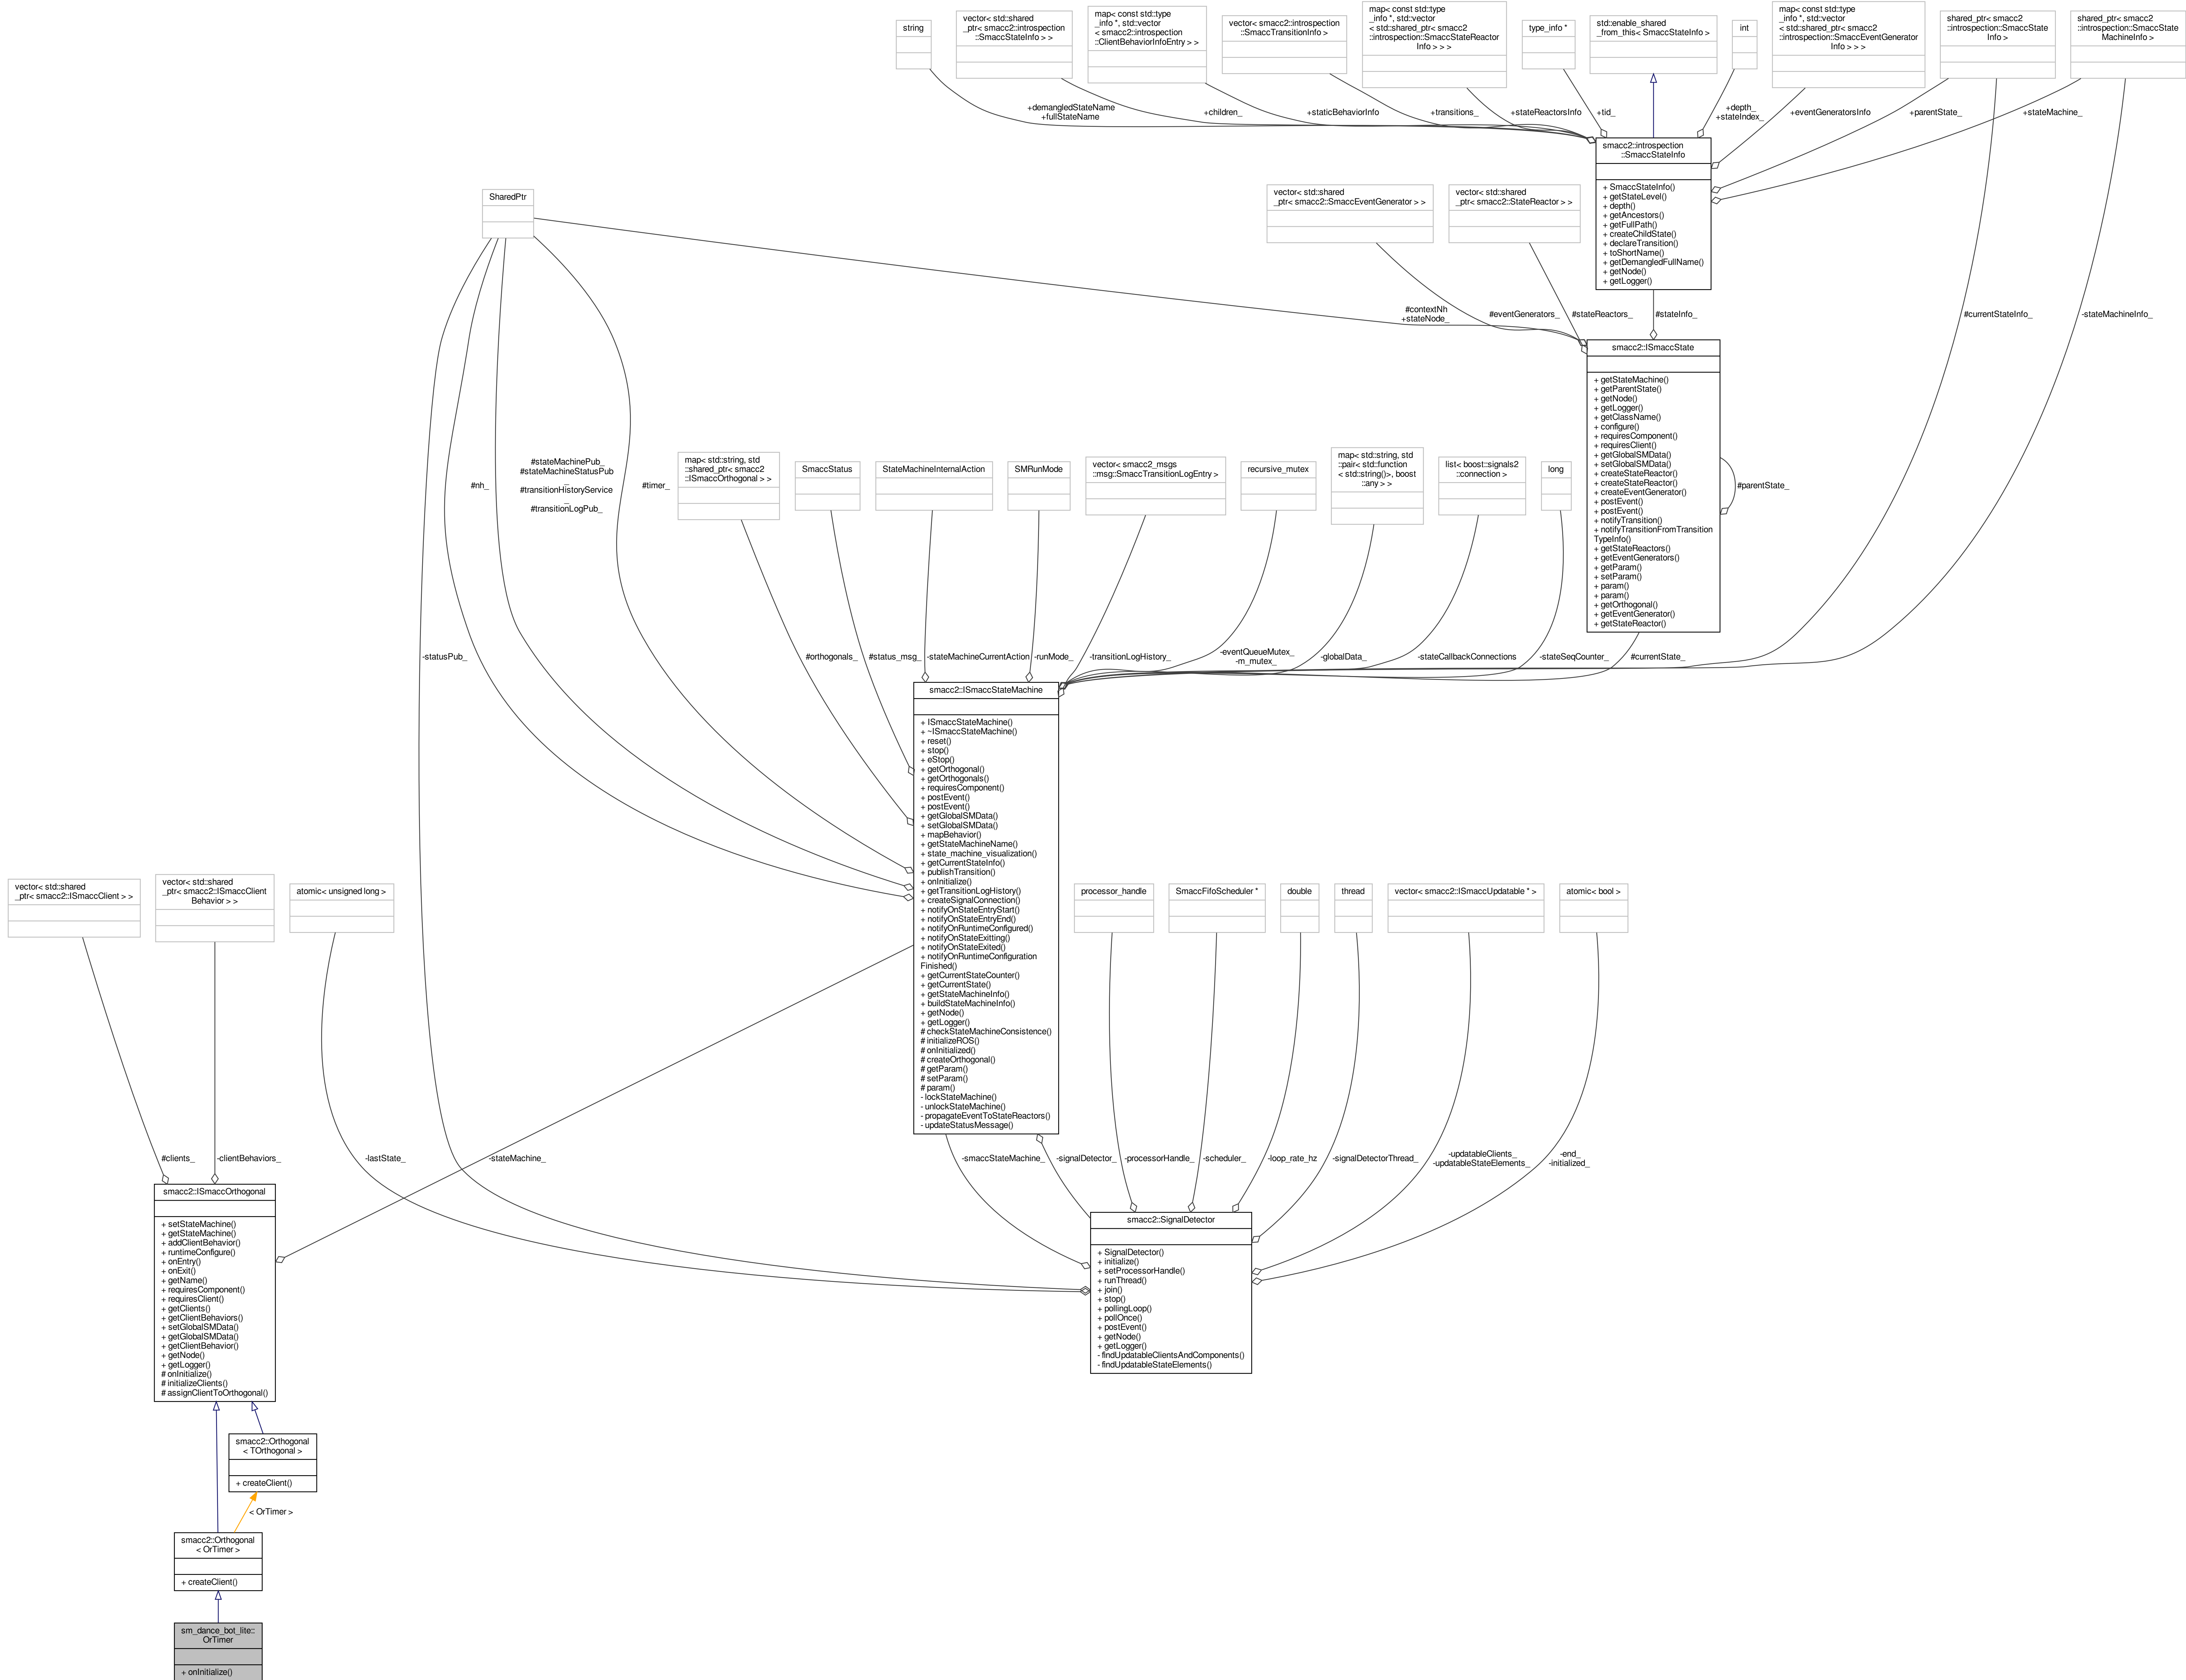 string
vector< std::shared
_ptr< smacc2::introspection
::SmaccStateInfo > >
map< const std::type
_info *, std::vector
< smacc2::introspection
::ClientBehaviorInfoEntry > >
vector< smacc2::introspection
::SmaccTransitionInfo >
map< const std::type
_info *, std::vector
< std::shared_ptr< smacc2
::introspection::SmaccStateReactor
Info > > >
type_info *
std::enable_shared
_from_this< SmaccStateInfo >
int
map< const std::type
_info *, std::vector
< std::shared_ptr< smacc2
::introspection::SmaccEventGenerator
Info > > >
shared_ptr< smacc2
::introspection::SmaccState
Info >
shared_ptr< smacc2
::introspection::SmaccState
MachineInfo >
+demangledStateName
+fullStateName
+children_
+staticBehaviorInfo
+transitions_
+stateReactorsInfo
+tid_
+depth_
+stateIndex_
+eventGeneratorsInfo
+parentState_
+stateMachine_
smacc2::introspection
::SmaccStateInfo
+ SmaccStateInfo()
+ getStateLevel()
+ depth()
+ getAncestors()
+ getFullPath()
+ createChildState()
+ declareTransition()
+ toShortName()
+ getDemangledFullName()
+ getNode()
+ getLogger()
SharedPtr
vector< std::shared
_ptr< smacc2::SmaccEventGenerator > >
vector< std::shared
_ptr< smacc2::StateReactor > >
#contextNh
+stateNode_
#eventGenerators_
#stateReactors_
#stateInfo_
#currentStateInfo_
-stateMachineInfo_
smacc2::ISmaccState
+ getStateMachine()
+ getParentState()
+ getNode()
+ getLogger()
+ getClassName()
+ configure()
+ requiresComponent()
+ requiresClient()
+ getGlobalSMData()
+ setGlobalSMData()
+ createStateReactor()
+ createStateReactor()
+ createEventGenerator()
+ postEvent()
+ postEvent()
+ notifyTransition()
+ notifyTransitionFromTransition
TypeInfo()
+ getStateReactors()
+ getEventGenerators()
+ getParam()
+ setParam()
+ param()
+ param()
+ getOrthogonal()
+ getEventGenerator()
+ getStateReactor()
#parentState_
#nh_
#stateMachinePub_
#stateMachineStatusPub
_
#transitionHistoryService
_
#transitionLogPub_
#timer_
map< std::string, std
::shared_ptr< smacc2
::ISmaccOrthogonal > >
SmaccStatus
StateMachineInternalAction
SMRunMode
vector< smacc2_msgs
::msg::SmaccTransitionLogEntry >
recursive_mutex
map< std::string, std
::pair< std::function
< std::string()>, boost
::any > >
list< boost::signals2
::connection >
long
-statusPub_
#orthogonals_
#status_msg_
-stateMachineCurrentAction
-runMode_
-transitionLogHistory_
-eventQueueMutex_
-m_mutex_
-globalData_
-stateCallbackConnections
-stateSeqCounter_
#currentState_
smacc2::ISmaccStateMachine
+ ISmaccStateMachine()
+ ~ISmaccStateMachine()
+ reset()
+ stop()
+ eStop()
+ getOrthogonal()
+ getOrthogonals()
+ requiresComponent()
+ postEvent()
+ postEvent()
+ getGlobalSMData()
+ setGlobalSMData()
+ mapBehavior()
+ getStateMachineName()
+ state_machine_visualization()
+ getCurrentStateInfo()
+ publishTransition()
+ onInitialize()
+ getTransitionLogHistory()
+ createSignalConnection()
+ notifyOnStateEntryStart()
+ notifyOnStateEntryEnd()
+ notifyOnRuntimeConfigured()
+ notifyOnStateExitting()
+ notifyOnStateExited()
+ notifyOnRuntimeConfiguration
Finished()
+ getCurrentStateCounter()
+ getCurrentState()
+ getStateMachineInfo()
+ buildStateMachineInfo()
+ getNode()
+ getLogger()
# checkStateMachineConsistence()
# initializeROS()
# onInitialized()
# createOrthogonal()
# getParam()
# setParam()
# param()
- lockStateMachine()
- unlockStateMachine()
- propagateEventToStateReactors()
- updateStatusMessage()
vector< std::shared
_ptr< smacc2::ISmaccClient > >
vector< std::shared
_ptr< smacc2::ISmaccClient
Behavior > >
atomic< unsigned long >
processor_handle
SmaccFifoScheduler *
double
thread
vector< smacc2::ISmaccUpdatable * >
atomic< bool >
#clients_
-clientBehaviors_
-lastState_
-stateMachine_
-smaccStateMachine_
-signalDetector_
-processorHandle_
-scheduler_
-loop_rate_hz
-signalDetectorThread_
-updatableClients_
-updatableStateElements_
-end_
-initialized_
smacc2::ISmaccOrthogonal
+ setStateMachine()
+ getStateMachine()
+ addClientBehavior()
+ runtimeConfigure()
+ onEntry()
+ onExit()
+ getName()
+ requiresComponent()
+ requiresClient()
+ getClients()
+ getClientBehaviors()
+ setGlobalSMData()
+ getGlobalSMData()
+ getClientBehavior()
+ getNode()
+ getLogger()
# onInitialize()
# initializeClients()
# assignClientToOrthogonal()
smacc2::SignalDetector
+ SignalDetector()
+ initialize()
+ setProcessorHandle()
+ runThread()
+ join()
+ stop()
+ pollingLoop()
+ pollOnce()
+ postEvent()
+ getNode()
+ getLogger()
- findUpdatableClientsAndComponents()
- findUpdatableStateElements()
smacc2::Orthogonal
< TOrthogonal >
+ createClient()
< OrTimer >
smacc2::Orthogonal
< OrTimer >
+ createClient()
sm_dance_bot_lite::
OrTimer
+ onInitialize()